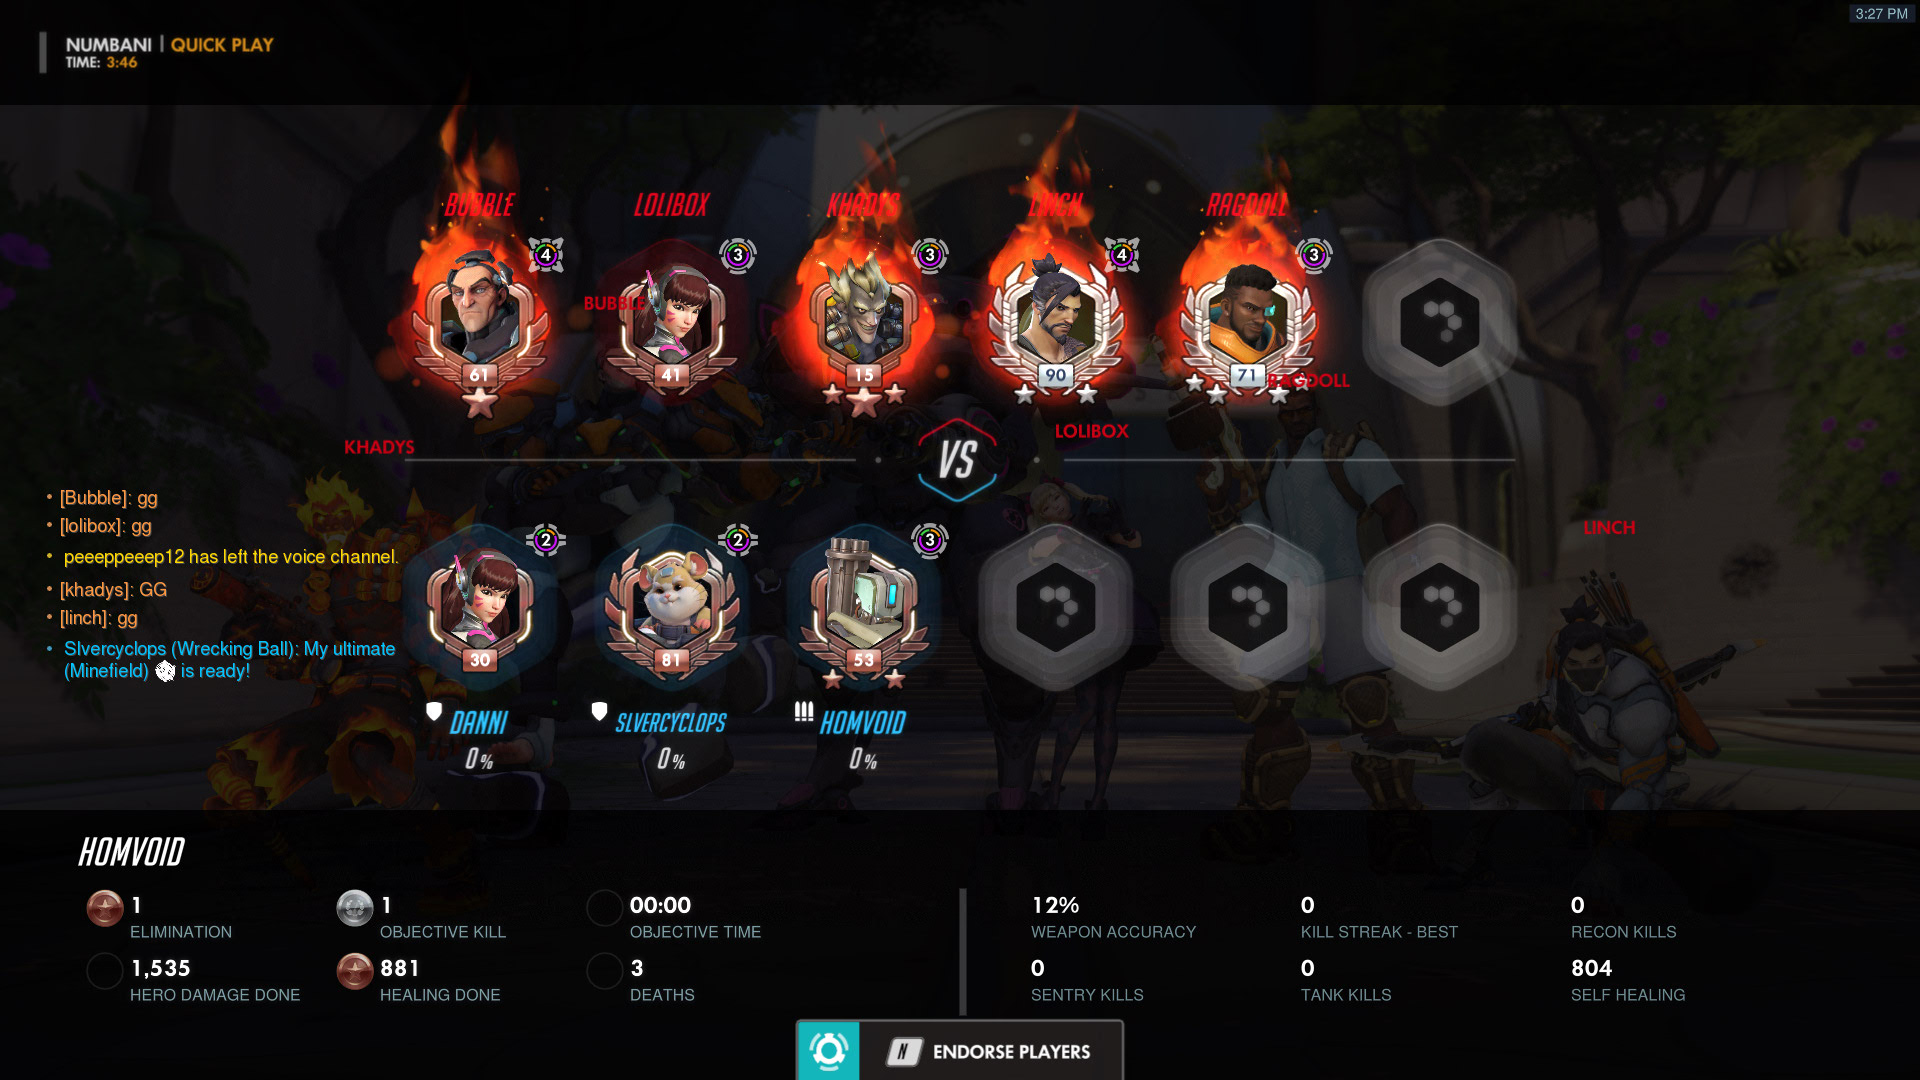 3:27 PM
NUMBANI | QUICK PLAY
TIME: 3:46
BUBBLE
LOLIBOX
KHADYS
LINCH
RAGDOLL
4
3
3
4
3
BUBBLE
61
41
15
90
71
RAGDOLL
KHADYS
LOLIBOX
VS
LINCH
• [Bubble]: gg
• [lolibox]: gg
• peeeppeeep12 has left the voice channel.
• [khadys]: GG
• [linch]: gg
• Slvercyclops (Wrecking Ball): My ultimate
(Minefield) is ready!
2
2
3
30
81
53
DANNI
SLVERCYCLOPS
HOMVOID
0%
0%
0%
HOMVOID
1
ELIMINATION
1
OBJECTIVE KILL
00:00
OBJECTIVE TIME
12%
WEAPON ACCURACY
0
KILL STREAK - BEST
0
RECON KILLS
1,535
HERO DAMAGE DONE
881
HEALING DONE
3
DEATHS
0
SENTRY KILLS
0
TANK KILLS
804
SELF HEALING
N ENDORSE PLAYERS